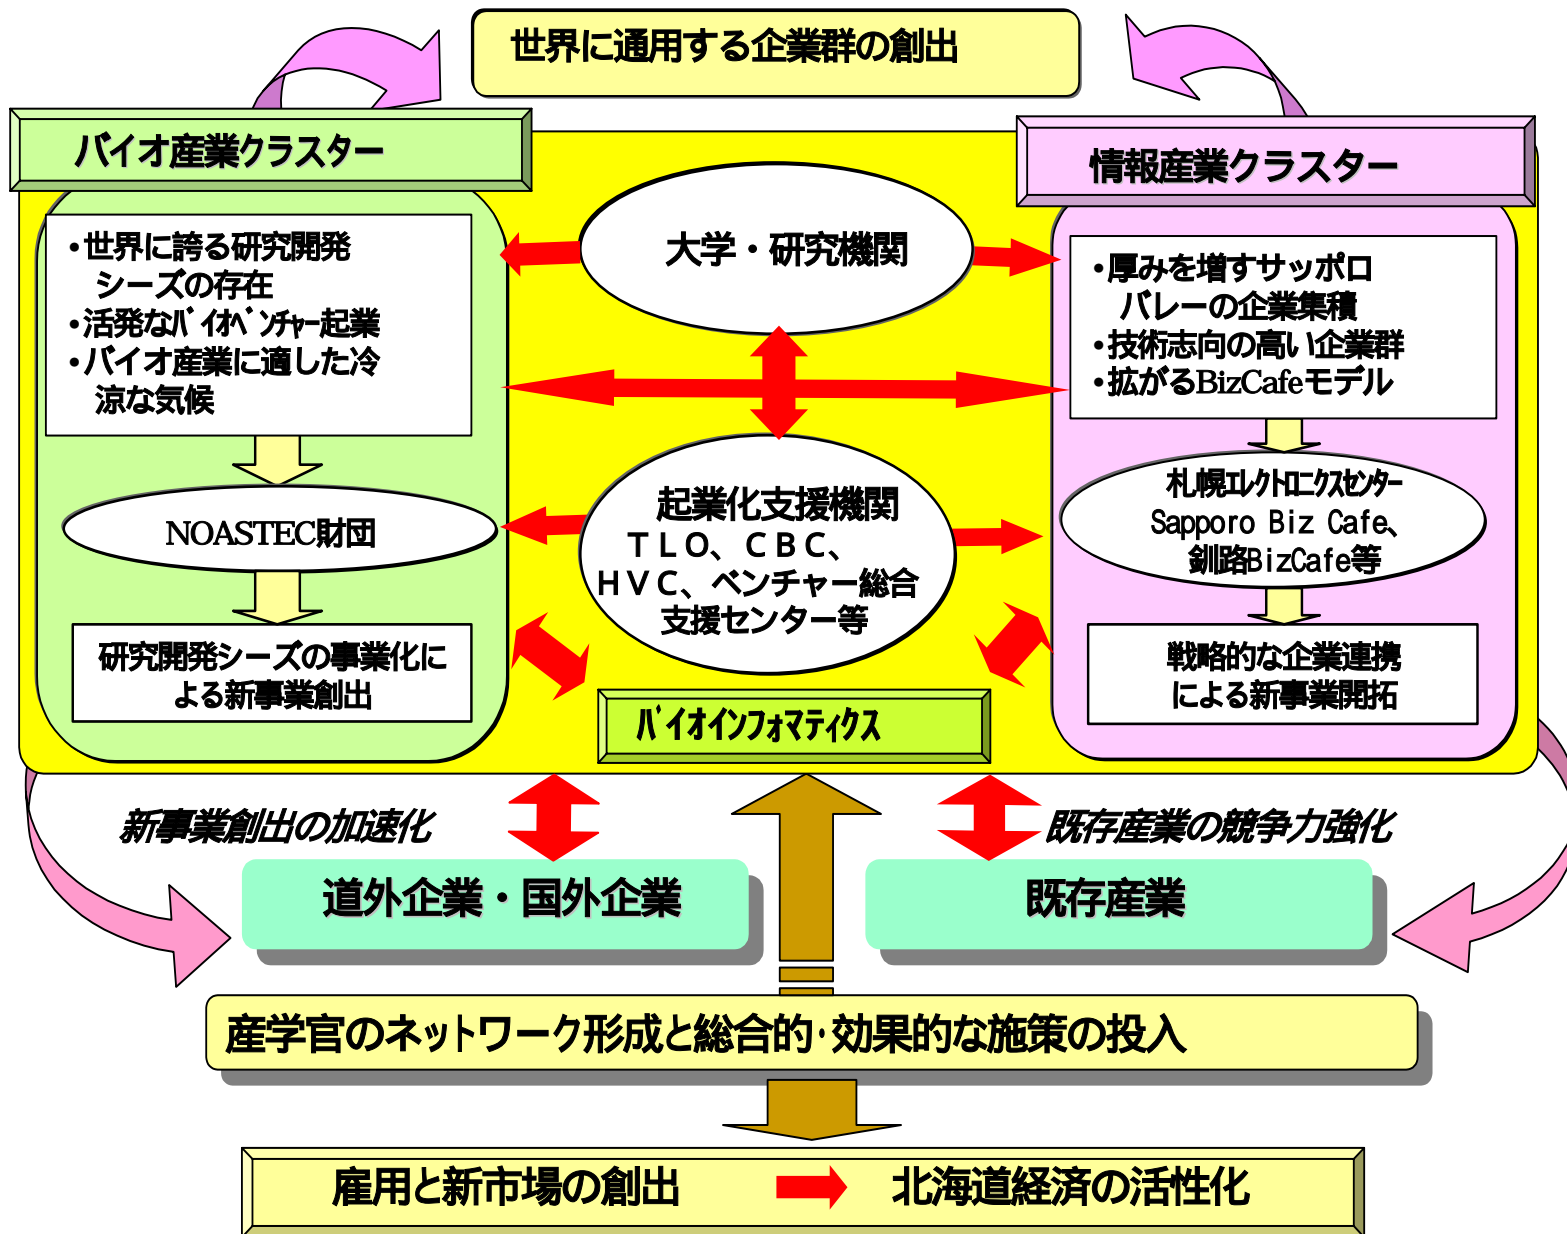 世界に通用する企業群の創出
バイオ産業クラスター
・世界に誇る研究開発
シーズの存在
・活発なﾊﾞｲｵﾍﾞﾝﾁｬｰ起業
・バイオ産業に適した冷
涼な気候
NOASTEC財団
研究開発シーズの事業化に
よる新事業創出
大学・研究機関
起業化支援機関
ＴＬＯ、ＣＢＣ、
ＨＶＣ、ベンチャー総合
支援センター等
ﾊﾞイオインフォマティクス
情報産業クラスター
・厚みを増すサッポロ
バレーの企業集積
・技術志向の高い企業群
・拡がるBizCafeモデル
札幌ｴﾚｸﾄﾛﾆｸｽｾﾝﾀｰ
Sapporo Biz Cafe、
釧路BizCafe等
戦略的な企業連携
による新事業開拓
新事業創出の加速化
既存産業の競争力強化
道外企業・国外企業
既存産業
産学官のネットワーク形成と総合的・効果的な施策の投入
雇用と新市場の創出
北海道経済の活性化